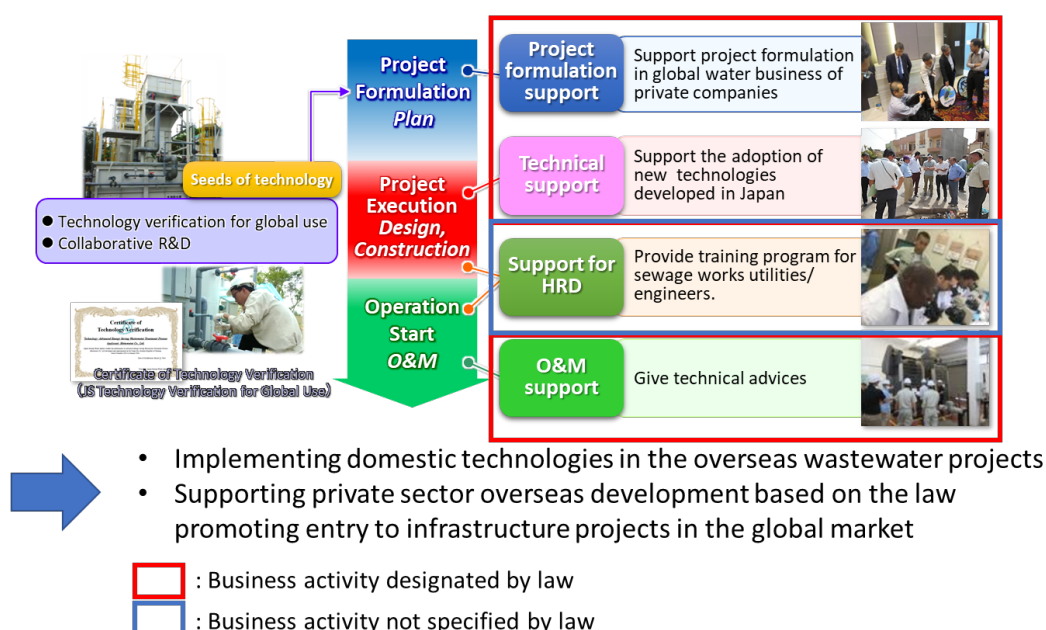 Seeds of technology
● Technology verification for global use
● Collaborative R&D
Certificate of
Technology Verification
Certificate of Technology Verification
(JS Technology Verification for Global Use)
Project
Formulation
Plan
Project
Execution
Design,
Construction
Operation
Start
O&M
Project
formulation
support
Support project formulation
in global water business of
private companies
Technical
support
Support the adoption of
new technologies
developed in Japan
Support for
HRD
Provide training program for
sewage works utilities/
engineers.
O&M
support
Give technical advices
• Implementing domestic technologies in the overseas wastewater projects
• Supporting private sector overseas development based on the law
promoting entry to infrastructure projects in the global market
: Business activity designated by law
: Business activity not specified by law